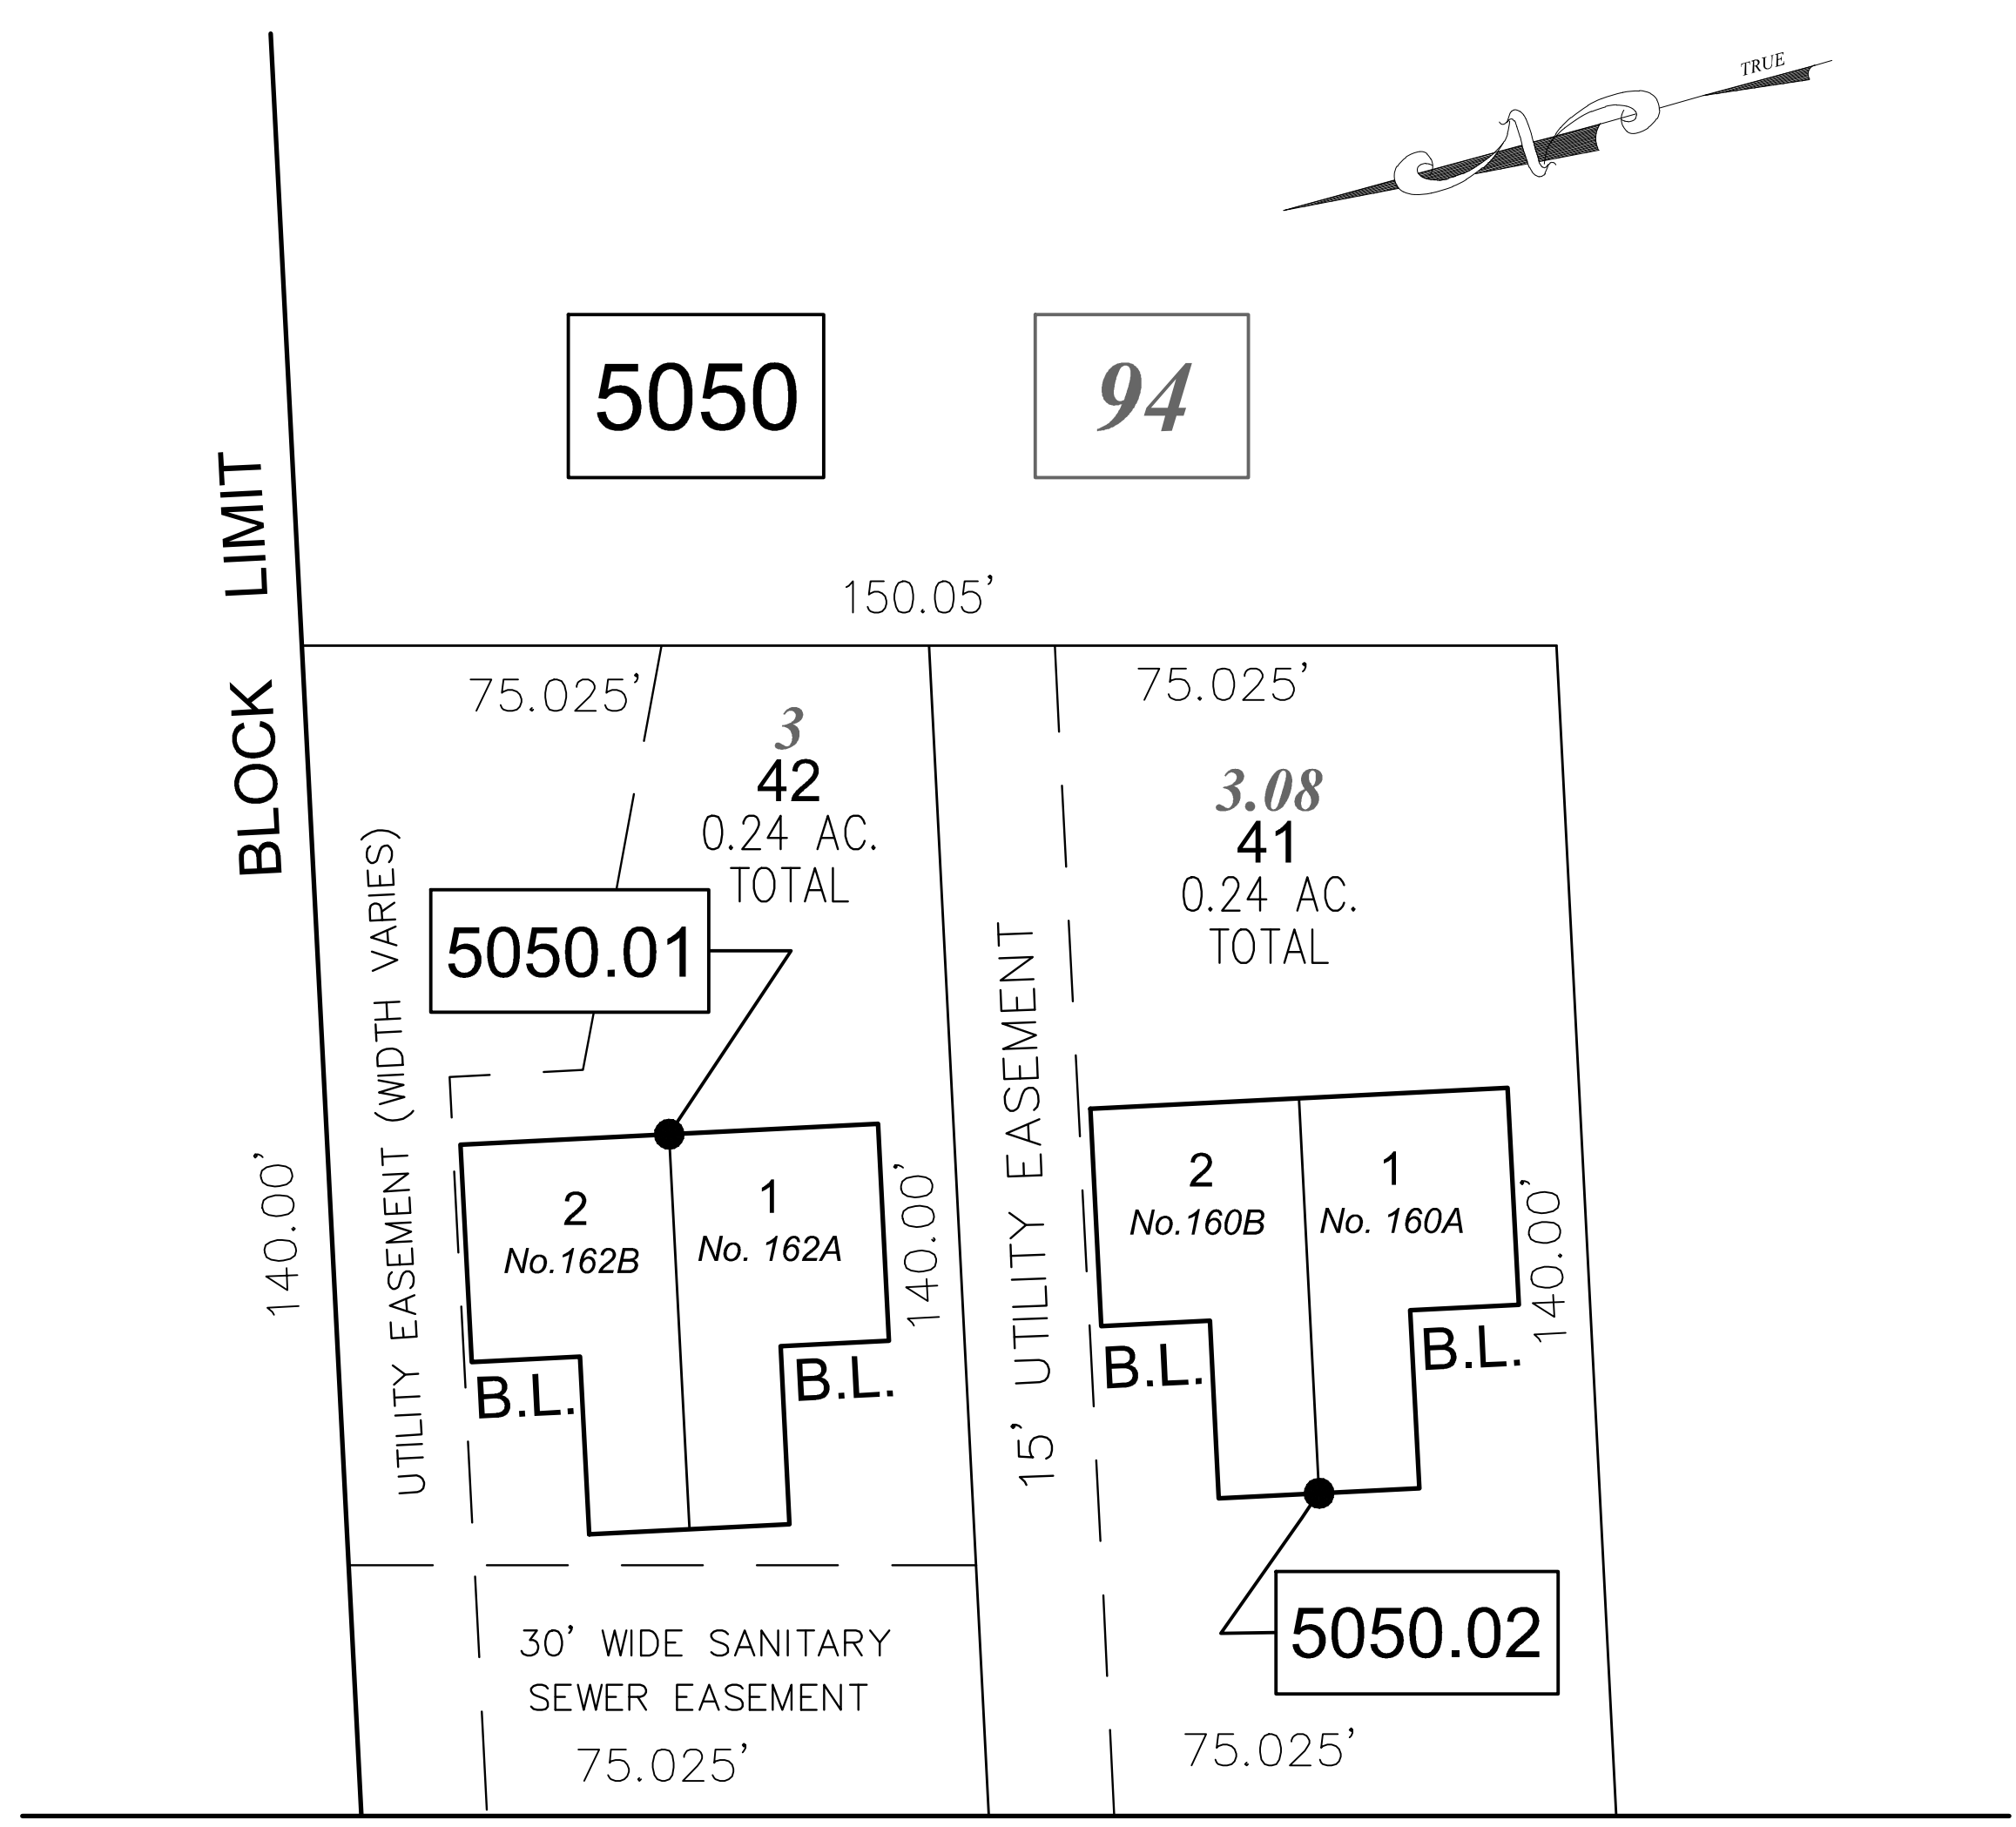 TRUE
N
5050
94
BLOCK LIMIT
150.05'
75.025'
75.025'
3
42
0.24 AC.
TOTAL
3.08
41
0.24 AC.
TOTAL
5050.01
UTILITY EASEMENT (WIDTH VARIES)
15' UTILITY EASEMENT
140.00'
140.00'
140.00'
2
No.162B
1
No. 162A
2
No.160B
1
No. 160A
B.L.
B.L.
B.L.
B.L.
5050.02
30' WIDE SANITARY
SEWER EASEMENT
75.025'
75.025'